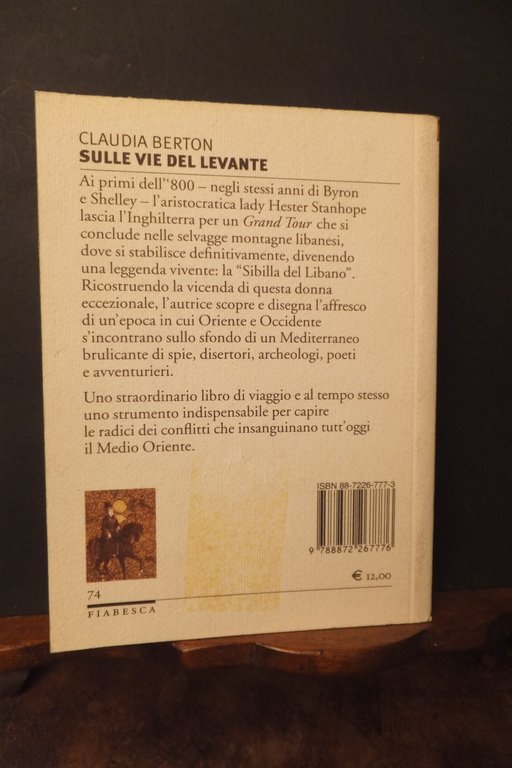 CLAUDIA BERTON
SULLE VIE DEL LEVANTE
Ai primi dell'‘800 – negli stessi anni di Byron
e Shelley – l'aristocratica lady Hester Stanhope
lascia l'Inghilterra per un Grand Tour che si
conclude nelle selvagge montagne libanesi,
dove si stabilisce definitivamente, divenendo
una leggenda vivente: la “Sibilla del Libano”.
Ricostruendo la vicenda di questa donna
eccezionale, l'autrice scopre e disegna l'affresco
di un'epoca in cui Oriente e Occidente
s'incontrano sullo sfondo di un Mediterraneo
brulicante di spie, disertori, archeologi, poeti
e avventurieri.
Uno straordinario libro di viaggio e al tempo stesso
uno strumento indispensabile per capire
le radici dei conflitti che insanguinano tutt'oggi
il Medio Oriente.
ISBN 88-7226-777-3
9 788872 267776
€ 12,00
74
FIABESCA